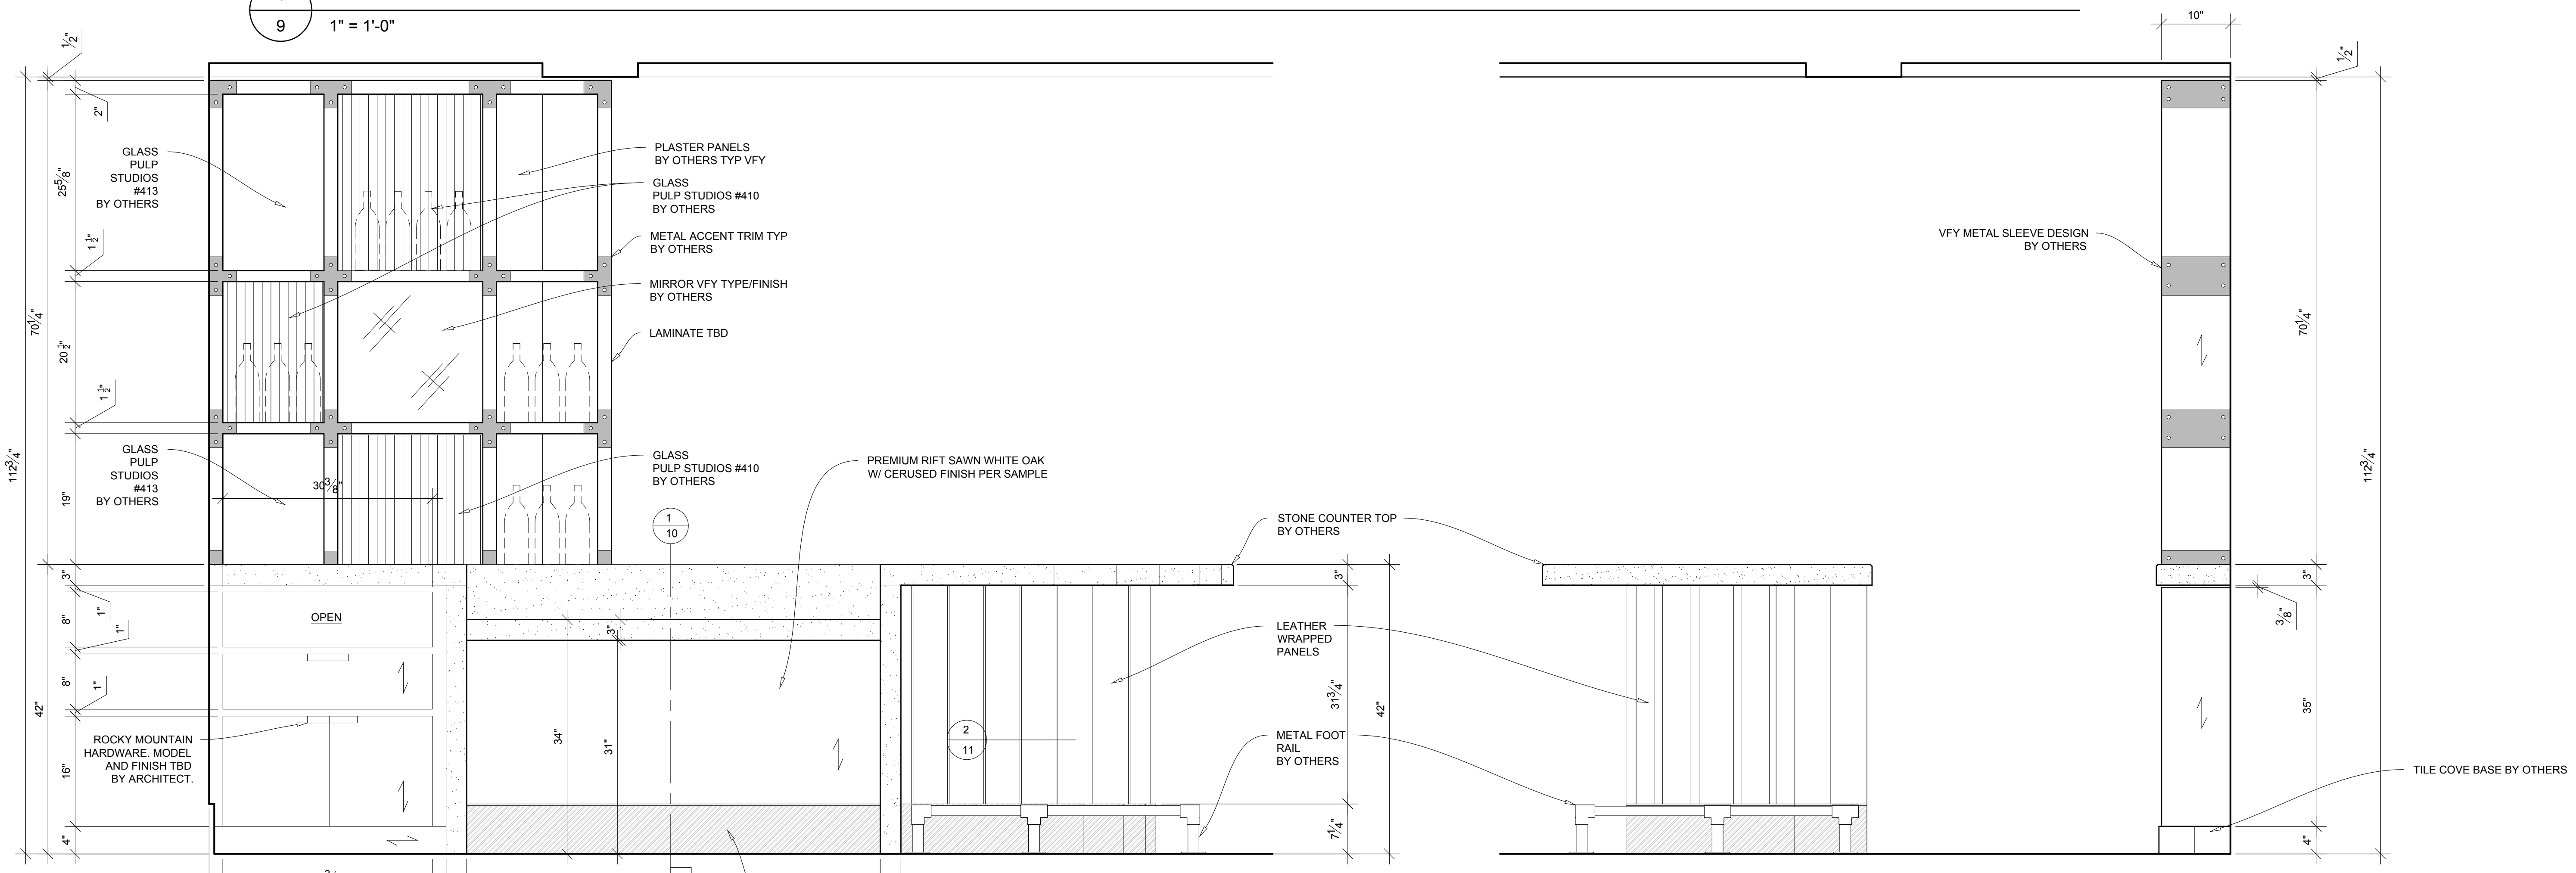 9
1" = 1'-0"
10"
1/2"
1/2"
2"
25 5/8"
1 1/2"
70 1/4"
20 1/2"
1 1/2"
112 3/4"
19"
3"
8"
1"
1"
8"
1"
42"
16"
4"
GLASS
PULP
STUDIOS
#413
BY OTHERS
PLASTER PANELS
BY OTHERS TYP VFY
GLASS
PULP STUDIOS #410
BY OTHERS
METAL ACCENT TRIM TYP
BY OTHERS
MIRROR VFY TYPE/FINISH
BY OTHERS
LAMINATE TBD
GLASS
PULP
STUDIOS
#413
BY OTHERS
30 3/8"
GLASS
PULP STUDIOS #410
BY OTHERS
1
10
PREMIUM RIFT SAWN WHITE OAK
W/ CERUSED FINISH PER SAMPLE
OPEN
3"
34"
31"
ROCKY MOUNTAIN
HARDWARE. MODEL
AND FINISH TBD
BY ARCHITECT.
STONE COUNTER TOP
BY OTHERS
LEATHER
WRAPPED
PANELS
2
11
METAL FOOT
RAIL
BY OTHERS
3"
31 3/4"
42"
7 1/4"
VFY METAL SLEEVE DESIGN
BY OTHERS
70 1/4"
112 3/4"
3"
3/8"
35"
4"
TILE COVE BASE BY OTHERS